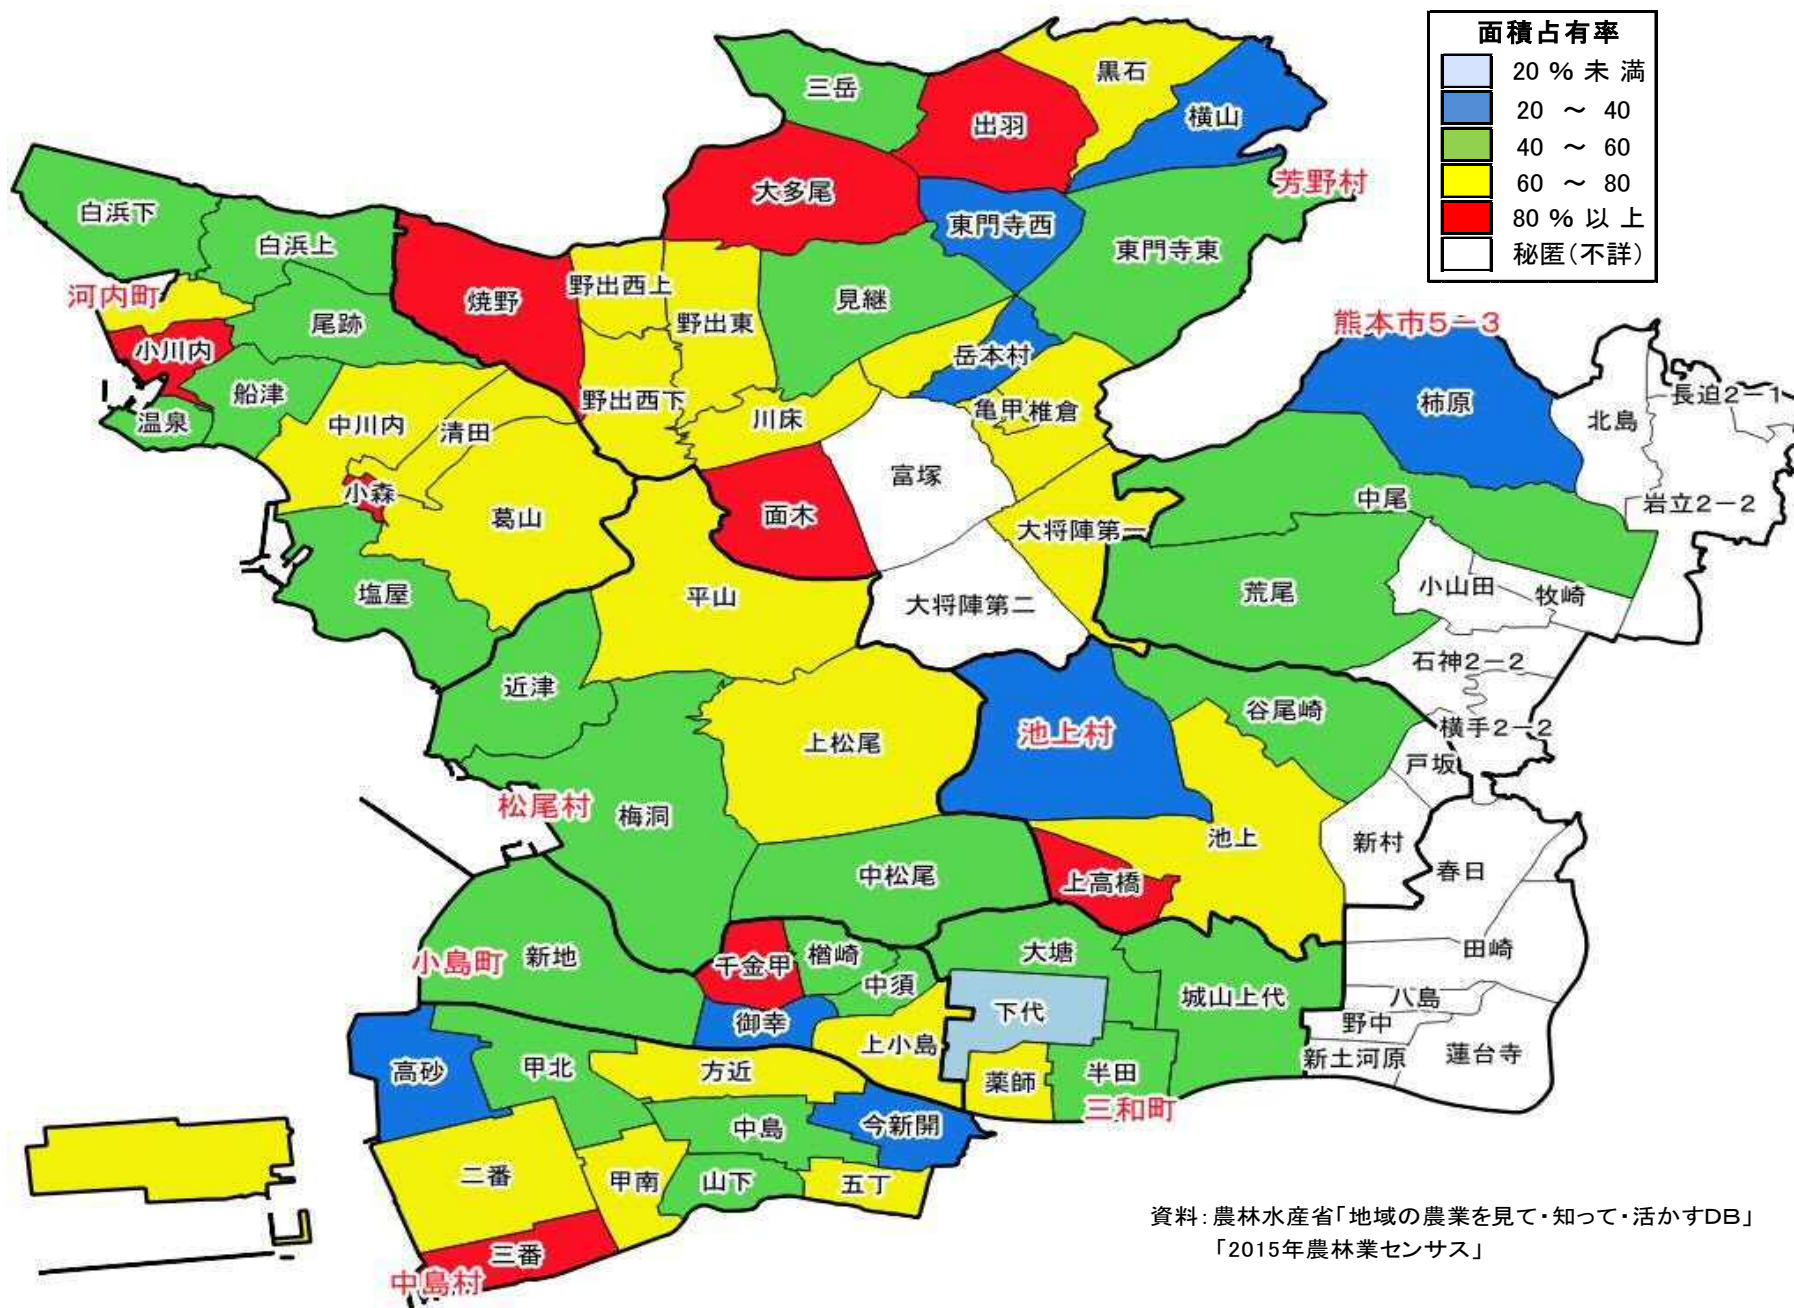 面積占有率
20 % 未 満
20 ～ 40
40 ～ 60
60 ～ 80
80 % 以 上
秘匿（不詳）
三岳
出羽
黒石
横山
芳野村
大多尾
東門寺西
東門寺東
白浜下
白浜上
河内町
尾跡
焼野
野出西上
野出東
見継
小川内
船津
温泉
中川内
清田
野出西下
川床
岳本村
亀甲
椎倉
熊本市５－３
柿原
北島
長迫２－１
岩立２－２
小森
葛山
面木
富塚
大将陣第一
中尾
塩屋
平山
大将陣第二
荒尾
小山田
牧崎
石神２－２
近津
上松尾
池上村
谷尾崎
横手２－２
戸坂
松尾村
梅洞
中松尾
上高橋
池上
新村
春日
小島町
新地
千金甲
楢崎
中須
大塘
田崎
御幸
上小島
下代
城山上代
八島
野中
新土河原
蓮台寺
高砂
甲北
方近
薬師
半田
三和町
中島
今新開
二番
甲南
山下
五丁
三番
中島村
資料：農林水産省「地域の農業を見て・知って・活かすＤＢ」
「2015年農林業センサス」